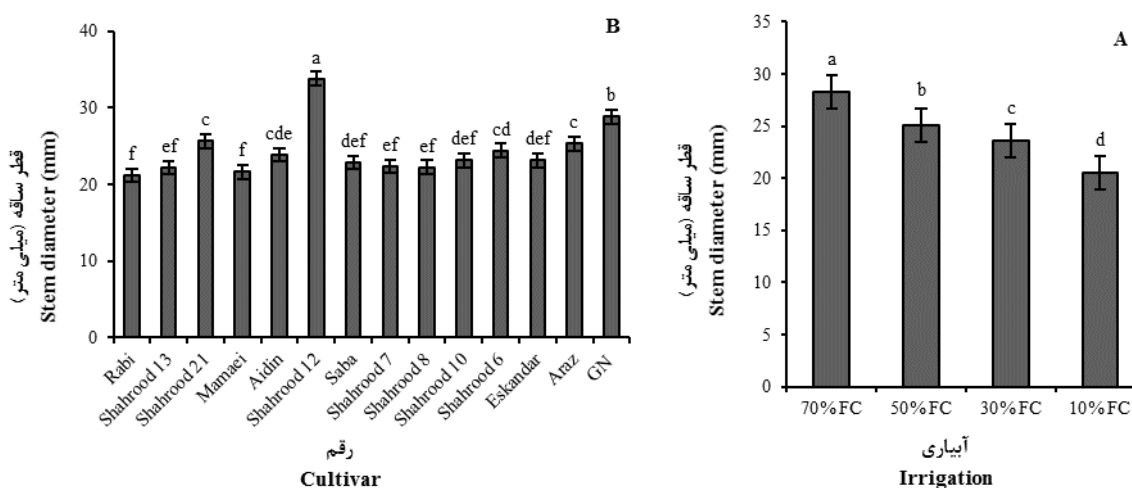 B
40
30
20
10
0
قطر ساقه (میلی متر)
Stem diameter (mm)
f
ef
c
f
cde
a
def
ef
ef
def
cd
def
c
b
Rabi
Shahrood 13
Shahrood 21
Mamaei
Aidin
Shahrood 12
Saba
Shahrood 7
Shahrood 8
Shahrood 10
Shahrood 6
Eskandar
Araz
GN
رقم
Cultivar
A
35
30
25
20
15
10
5
0
قطر ساقه (میلی متر)
Stem diameter (mm)
a
b
c
d
70%FC
50%FC
30%FC
10%FC
آبیاری
Irrigation